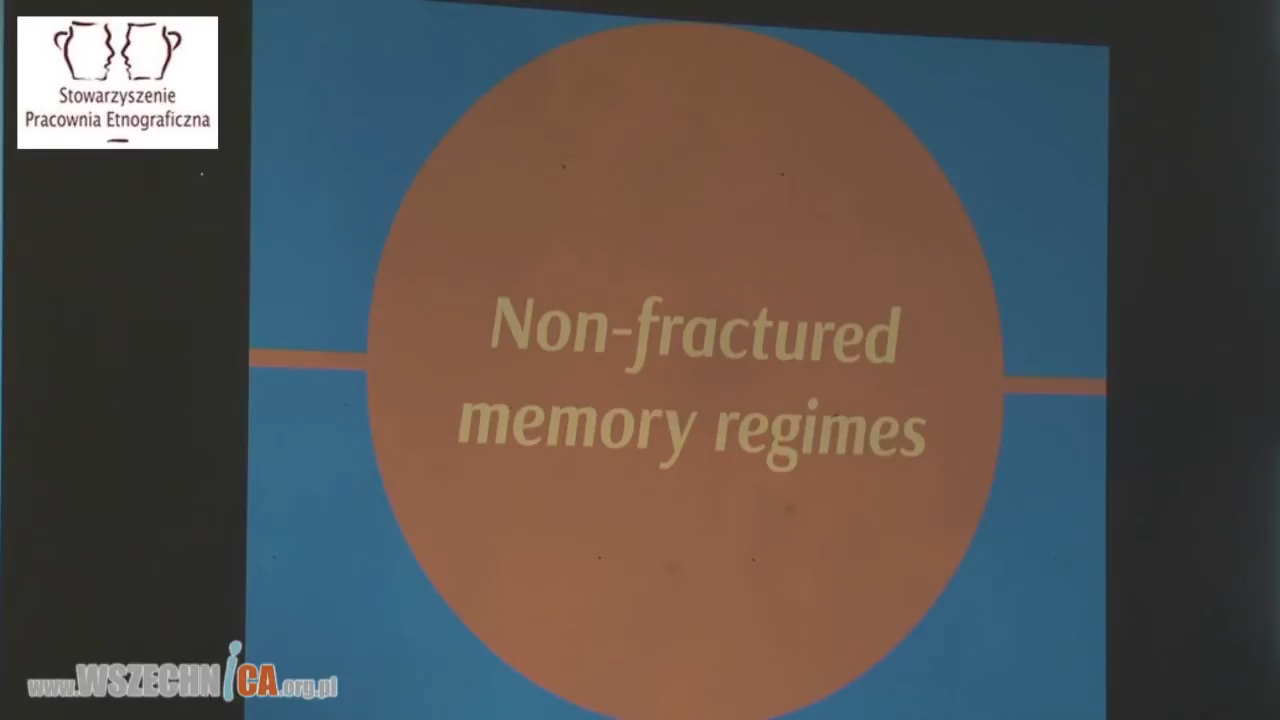 Stowarzyszenie
Pracownia Etnograficzna
Non-fractured
memory regimes
www.WSZECHNICA.org.pl